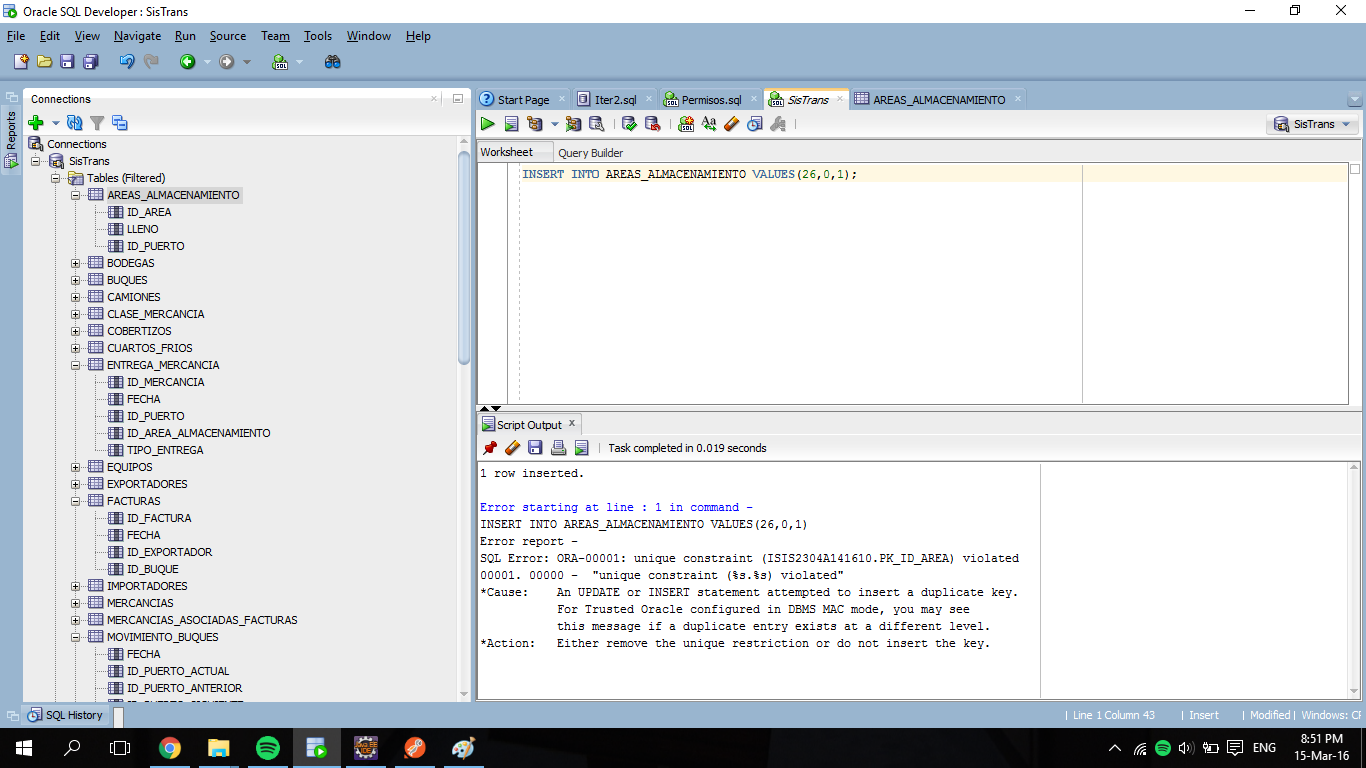 Oracle SQL Developer : SisTrans
File Edit View Navigate Run Source Team Tools Window Help
Reports
Connections
Connections
SisTrans
Tables (Filtered)
AREAS_ALMACENAMIENTO
ID_AREA
LLENO
ID_PUERTO
BODEGAS
BUQUES
CAMIONES
CLASE_MERCANCIA
COBERTIZOS
CUARTOS_FRIOS
ENTREGA_MERCANCIA
ID_MERCANCIA
FECHA
ID_PUERTO
ID_AREA_ALMACENAMIENTO
TIPO_ENTREGA
EQUIPOS
EXPORTADORES
FACTURAS
ID_FACTURA
FECHA
ID_EXPORTADOR
ID_BUQUE
IMPORTADORES
MERCANCIAS
MERCANCIAS_ASOCIADAS_FACTURAS
MOVIMIENTO_BUQUES
FECHA
ID_PUERTO_ACTUAL
ID_PUERTO_ANTERIOR
Start Page Iter2.sql Permisos.sql SisTrans AREAS_ALMACENAMIENTO
SisTrans
Worksheet Query Builder
INSERT INTO AREAS_ALMACENAMIENTO VALUES(26,0,1);
Script Output
Task completed in 0.019 seconds
1 row inserted.
Error starting at line : 1 in command -
INSERT INTO AREAS_ALMACENAMIENTO VALUES(26,0,1)
Error report -
SQL Error: ORA-00001: unique constraint (ISIS2304A141610.PK_ID_AREA) violated
00001. 00000 - "unique constraint (%s.%s) violated"
*Cause: An UPDATE or INSERT statement attempted to insert a duplicate key.
For Trusted Oracle configured in DBMS MAC mode, you may see
this message if a duplicate entry exists at a different level.
*Action: Either remove the unique restriction or do not insert the key.
SQL History
Line 1 Column 43 | Insert | Modified | Windows: CF
ENG
8:51 PM
15-Mar-16